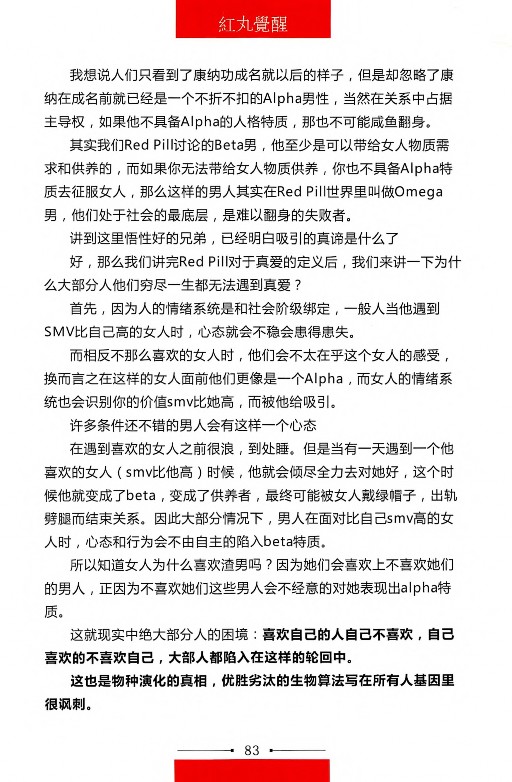 紅丸覺醒
我想说人们只看到了康纳功成名就以后的样子，但是却忽略了康
纳在成名前就已经是一个不折不扣的Alpha男性，当然在关系中占据
主导权，如果他不具备Alpha的人格特质，那也不可能咸鱼翻身。
其实我们Red Pill讨论的Beta男，他至少是可以带给女人物质需
求和供养的，而如果你无法带给女人物质供养，你也不具备Alpha特
质去征服女人，那么这样的男人其实在Red Pill世界里叫做Omega
男，他们处于社会的最底层，是难以翻身的失败者。
讲到这里悟性好的兄弟，已经明白吸引的真谛是什么了
好，那么我们讲完Red Pill对于真爱的定义后，我们来讲一下为什
么大部分人他们穷尽一生都无法遇到真爱？
首先，因为人的情绪系统是和社会阶级绑定，一般人当他遇到
SMV比自己高的女人时，心态就会不稳会患得患失。
而相反不那么喜欢的女人时，他们会不太在乎这个女人的感受，
换而言之在这样的女人面前他们更像是一个Alpha，而女人的情绪系
统也会识别你的价值smv比她高，而被他给吸引。
许多条件还不错的男人会有这样一个心态
在遇到喜欢的女人之前很浪，到处睡。但是当有一天遇到一个他
喜欢的女人（smv比他高）时候，他就会倾尽全力去对她好，这个时
候他就变成了beta，变成了供养者，最终可能被女人戴绿帽子，出轨
劈腿而结束关系。因此大部分情况下，男人在面对比自己smv高的女
人时，心态和行为会不由自主的陷入beta特质。
所以知道女人为什么喜欢渣男吗？因为她们会喜欢上不喜欢她们
的男人，正因为不喜欢她们这些男人会不经意的对她表现出alpha特
质。
这就现实中绝大部分人的困境：喜欢自己的人自己不喜欢，自己
喜欢的不喜欢自己，大部人都陷入在这样的轮回中。
这也是物种演化的真相，优胜劣汰的生物算法写在所有人基因里
很讽刺。
83